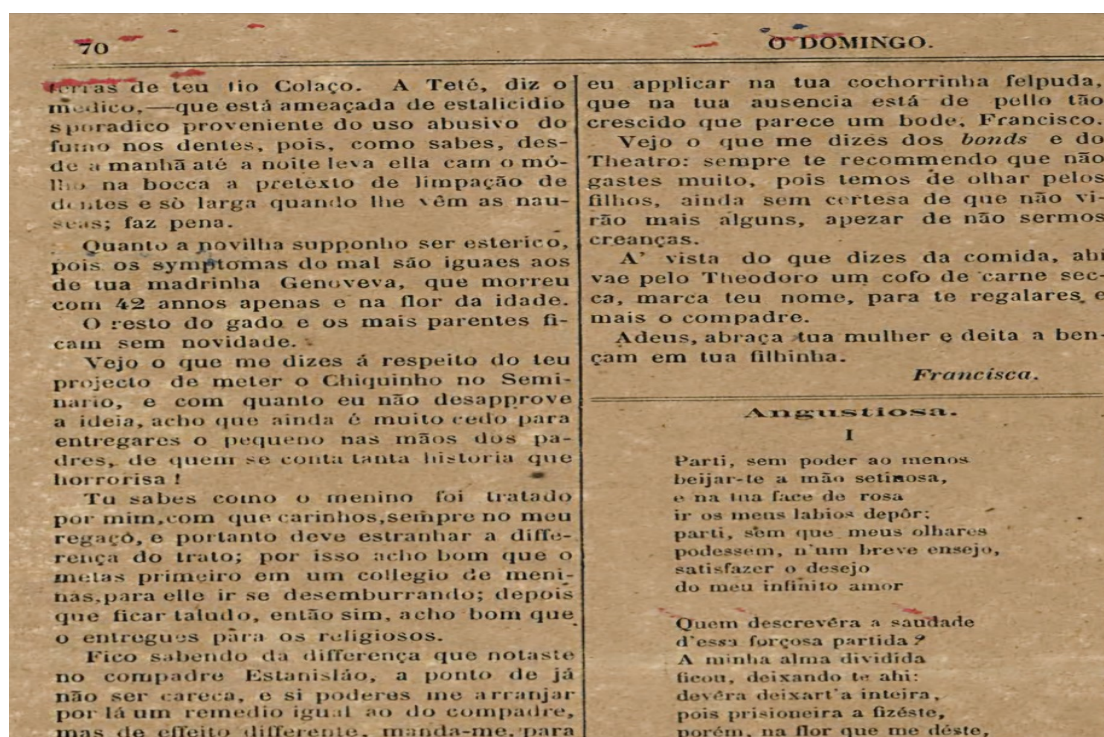 70
O DOMINGO.
terras de teu tio Colaço. A Teté, diz o
medico,—que está ameaçada de estalicidio
sporadico proveniente do uso abusivo do
fumo nos dentes, pois, como sabes, des-
de a manhã até a noite leva ella cam o mó-
lho na bocca a pretexto de limpação de
dentes e sò larga quando lhe vêm as nau-
seas; faz pena.
Quanto a novilha supponho ser esterico,
pois os symptomas do mal são iguaes aos
de tua madrinha Genoveva, que morreu
com 42 annos apenas e na flor da idade.
O resto do gado e os mais parentes fi-
cam sem novidade.
Vejo o que me dizes á respeito do teu
projecto de meter o Chiquinho no Semi-
nario, e com quanto eu não desapprove
a ideia, acho que ainda é muito cedo para
entregares o pequeno nas mãos dos pa-
dres, de quem se conta tanta historia que
horrorisa!
Tu sabes como o menino foi tratado
por mim,com que carinhos,sempre no meu
regaço, e portanto deve estranhar a diffe-
rença do trato; por isso acho bom que o
metas primeiro em um collegio de meni-
nas,para elle ir se desemburrando; depois
que ficar taludo, então sim, acho bom que
o entregues pàra os religiosos.
Fico sabendo da differença que notaste
no compadre Estanisláo, a ponto de já
não ser careca, e si poderes me arranjar
por lá um remedio igual ao do compadre,
mas de effeito differente, manda-me, para
eu applicar na tua cochorrinha felpuda,
que na tua ausencia está de pello tão
crescido que parece um bode, Francisco.
Vejo o que me dizes dos bonds e do
Theatro: sempre te recommendo que não
gastes muito, pois temos de olhar pelos
filhos, ainda sem certesa de que não vi-
rão mais alguns, apezar de não sermos
creanças.
A' vista do que dizes da comida, ahi
vae pelo Theodoro um cofo de carne sec-
ca, marca teu nome, para te regalares e
mais o compadre.
Adeus, abraça tua mulher e deita a ben-
çam em tua filhinha.
Francisca.
Angustiosa.
I
Parti, sem poder ao menos
beijar-te a mão setinosa,
e na tua face de rosa
ir os meus labios depôr;
parti, sem que meus olhares
podessem, n'um breve ensejo,
satisfazer o desejo
do meu infinito amor
Quem descrevêra a saudade
d'essa forçosa partida?
A minha alma dividida
ficou, deixando te ahi:
devêra deixart'a inteira,
pois prisioneira a fizéste,
porém, na flor que me déste,